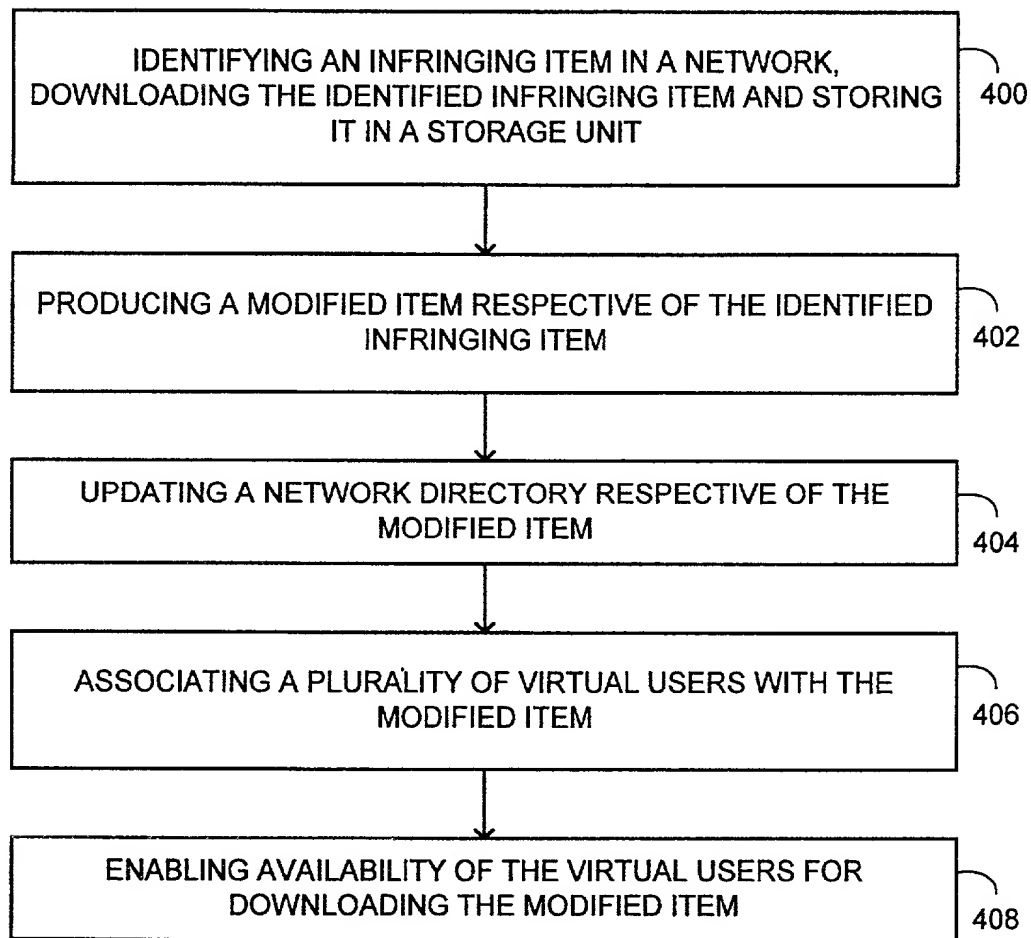 IDENTIFYING AN INFRINGING ITEM IN A NETWORK,
DOWNLOADING THE IDENTIFIED INFRINGING ITEM AND STORING
IT IN A STORAGE UNIT
400
PRODUCING A MODIFIED ITEM RESPECTIVE OF THE IDENTIFIED
INFRINGING ITEM
402
UPDATING A NETWORK DIRECTORY RESPECTIVE OF THE
MODIFIED ITEM
404
ASSOCIATING A PLURALITY OF VIRTUAL USERS WITH THE
MODIFIED ITEM
406
ENABLING AVAILABILITY OF THE VIRTUAL USERS FOR
DOWNLOADING THE MODIFIED ITEM
408